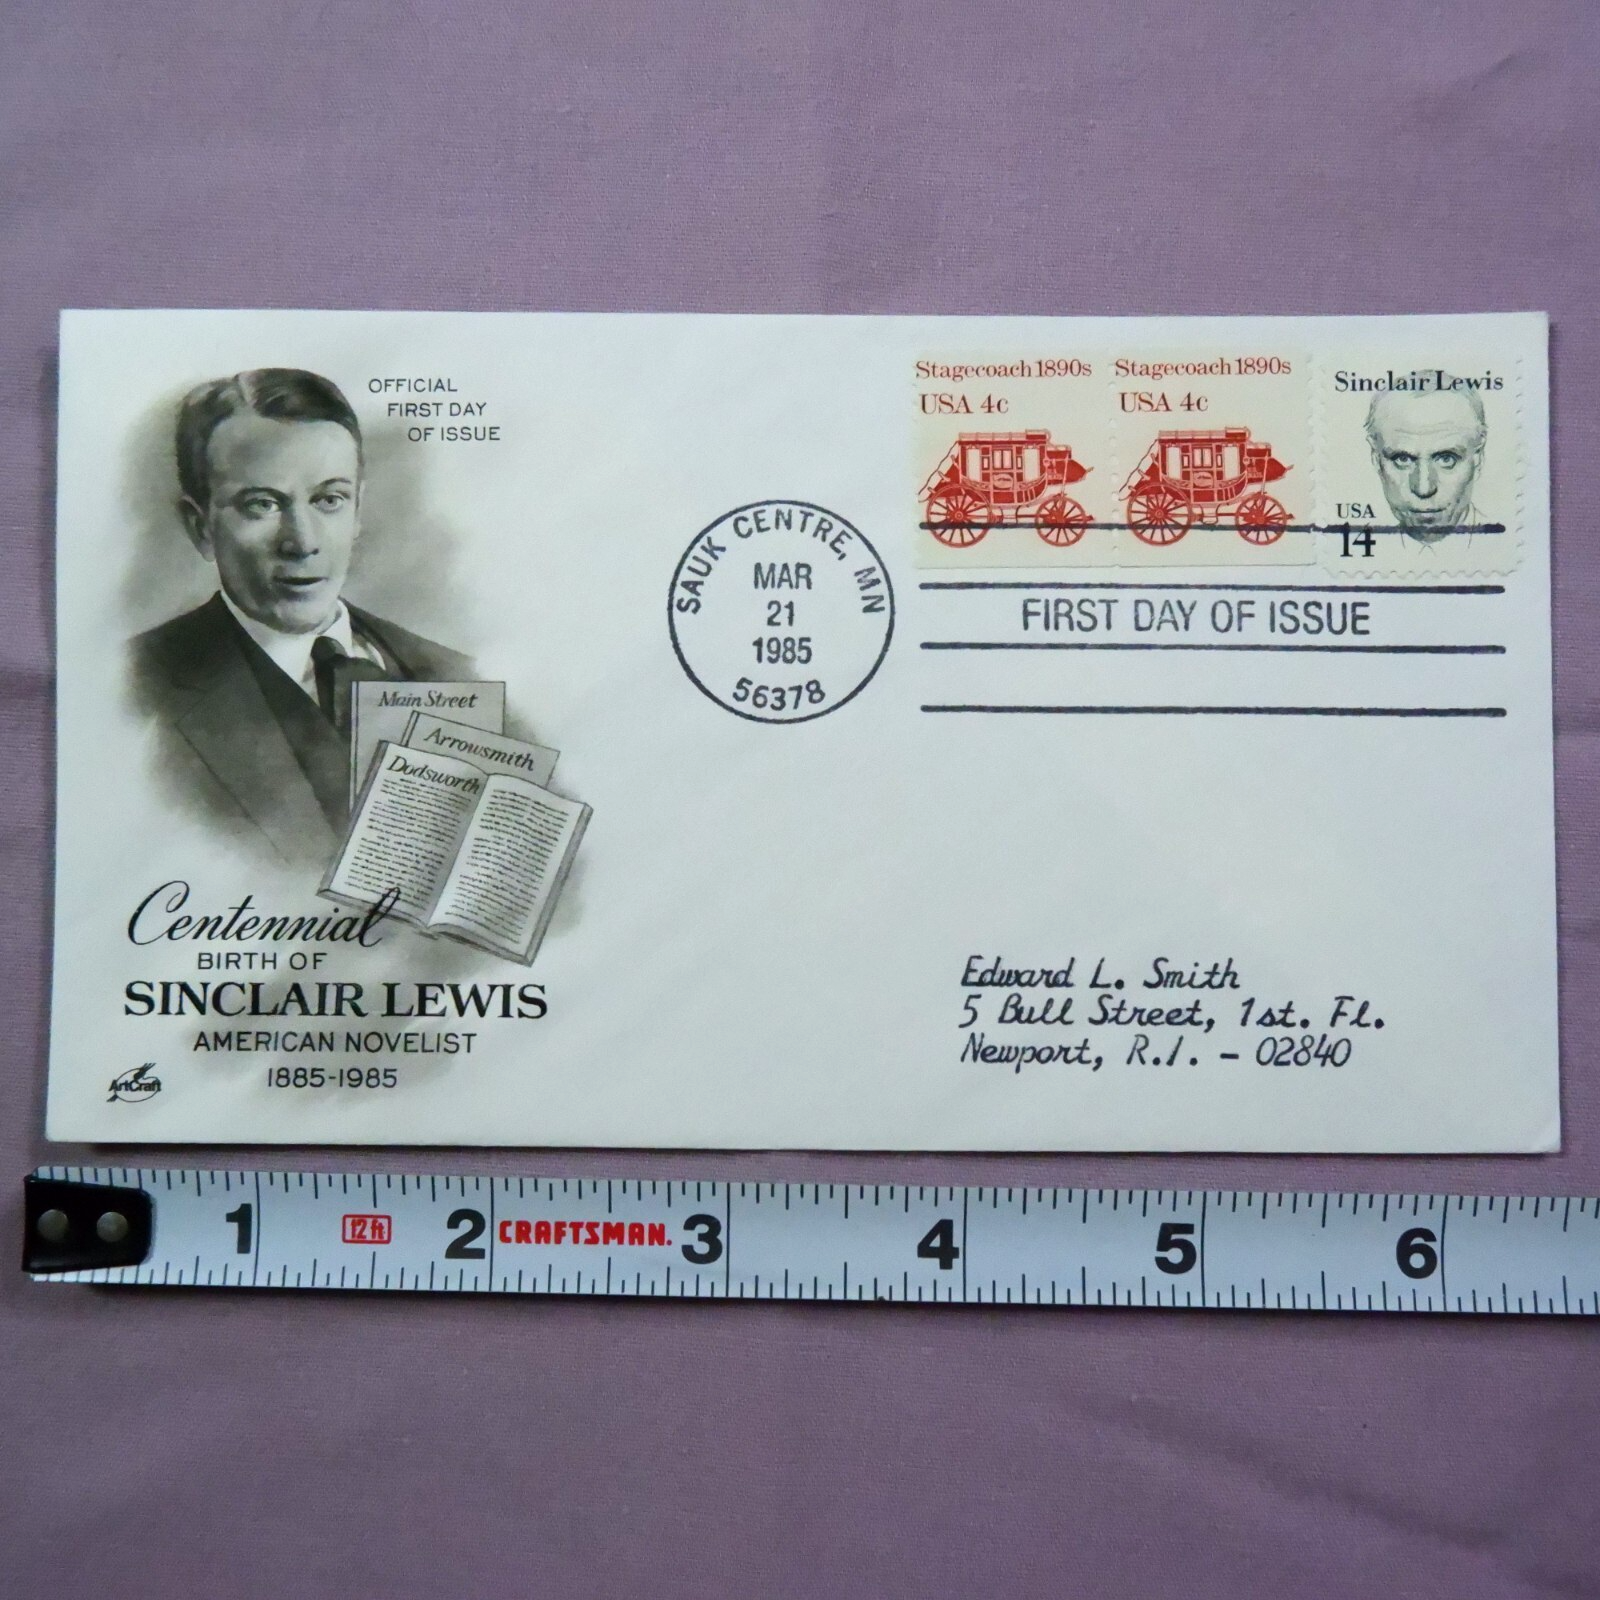 OFFICIAL
FIRST DAY
OF ISSUE
Stagecoach 1890s
USA 4c
Stagecoach 1890s
USA 4c
Sinclair Lewis
USA
14
SAUK CENTRE, MN
MAR
21
1985
56378
FIRST DAY OF ISSUE
Main Street
Arrowsmith
Dodsworth
Centennial
BIRTH OF
SINCLAIR LEWIS
AMERICAN NOVELIST
1885-1985
ArtCraft
Edward L. Smith
5 Bull Street, 1st. Fl.
Newport, R.I. - 02840
1 12 ft 2 CRAFTSMAN. 3 4 5 6